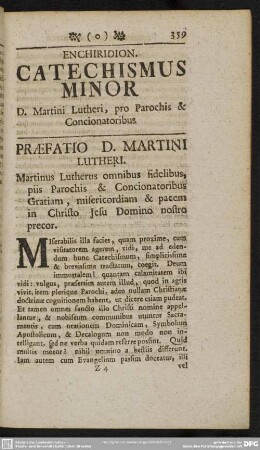 (o) 359
ENCHIRIDION.
CATECHISMUS
MINOR
D. Martini Lutheri, pro Parochis &
Concionatoribus
PRÆFATIO D. MARTINI
LUTHERI.
Martinus Lutherus omnibus fidelibus,
piis Parochis & Concionatoribus
Gratiam, misericordiam & pacem
in Christo Jesu Domino nostro
precor.
MIserabilis illa facies, quam proxime, cum
visitatorem agerem, vidi, me ad eden-
dum hunc Catechismum, simplicissime
& brevissime tractatum, coegit. Deum
immortalem! quantam calamitatem ibi
vidi: vulgus, præsertim autem illud, quod in agris
vivit, item plerique Parochi, adeo nullam Christianæ
doctrinæ cognitionem habent, ut dicere etiam pudeat.
Et tamen omnes sancto illo Christi nomine appel-
lantur, & nobiscum communibus utuntur Sacra-
mentis, cum orationem Dominicam, Symbolum
Apostolicum, & Decalogum non modo non in-
telligant, sed ne verba quidem referre possint. Quid
multis moror? nihil omnino a bestiis differunt.
Iam autem cum Evangelium passim doceatur, illi
Z 4 vel